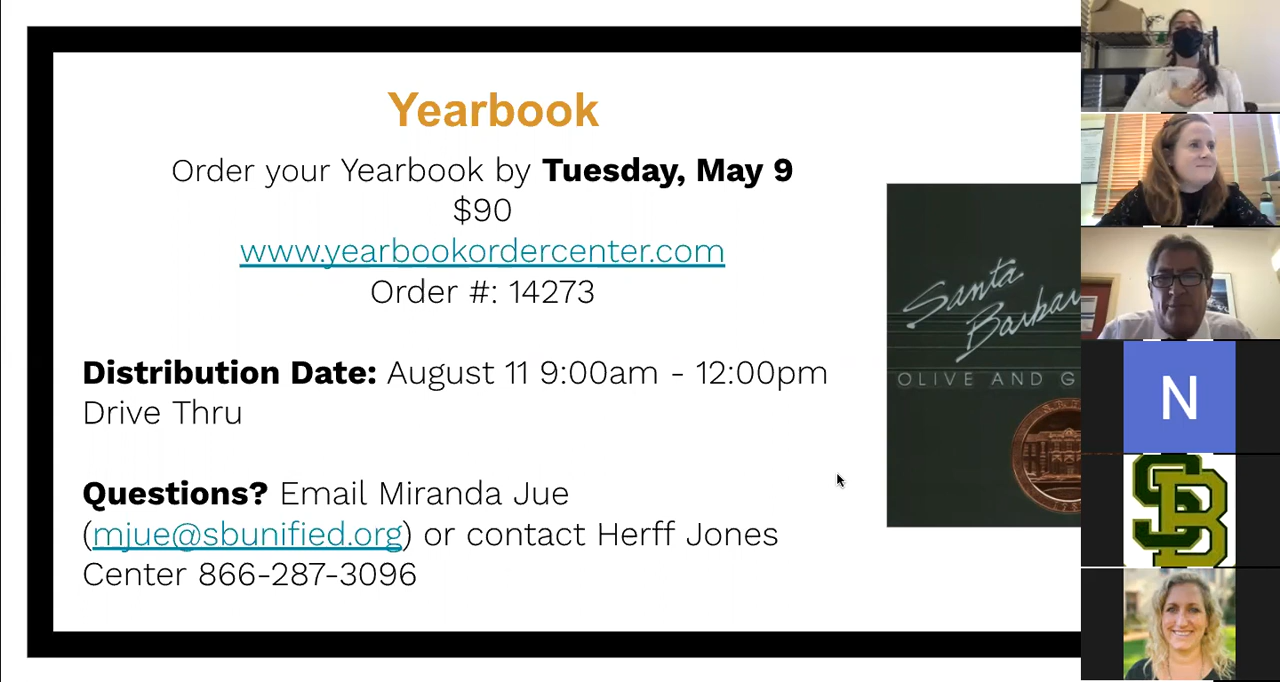 Yearbook
Order your Yearbook by Tuesday, May 9
$90
www.yearbookordercenter.com
Order #: 14273
Distribution Date: August 11 9:00am - 12:00pm
Drive Thru
Questions? Email Miranda Jue
(mjue@sbunified.org) or contact Herff Jones
Center 866-287-3096
Santa
Barbar
OLIVE AND G
N
SB